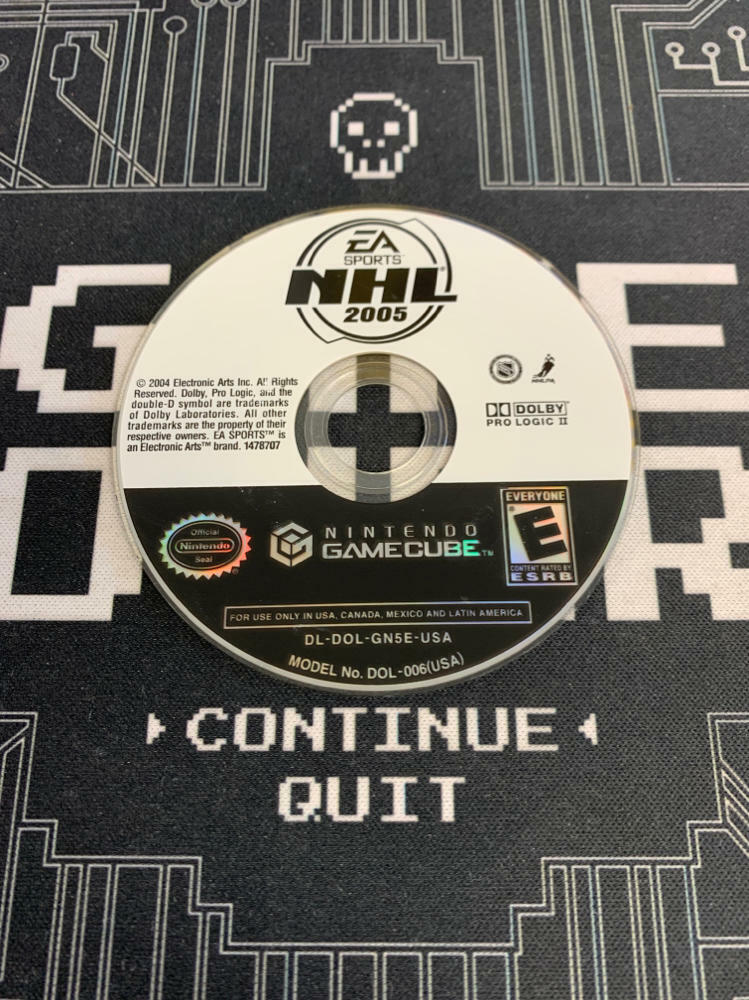 EA
SPORTS™
NHL®
2005
© 2004 Electronic Arts Inc. All Rights
Reserved. Dolby, Pro Logic, and the
double-D symbol are trademarks
of Dolby Laboratories. All other
trademarks are the property of their
respective owners. EA SPORTS™ is
an Electronic Arts™ brand. 1478707
NHLPA
DOLBY
PRO LOGIC II
G E
O R
Official
Nintendo
Seal
NINTENDO
GAMECUBE™
EVERYONE
E
CONTENT RATED BY
ESRB
FOR USE ONLY IN USA, CANADA, MEXICO AND LATIN AMERICA
DL-DOL-GN5E-USA
MODEL No. DOL-006(USA)
CONTINUE
QUIT